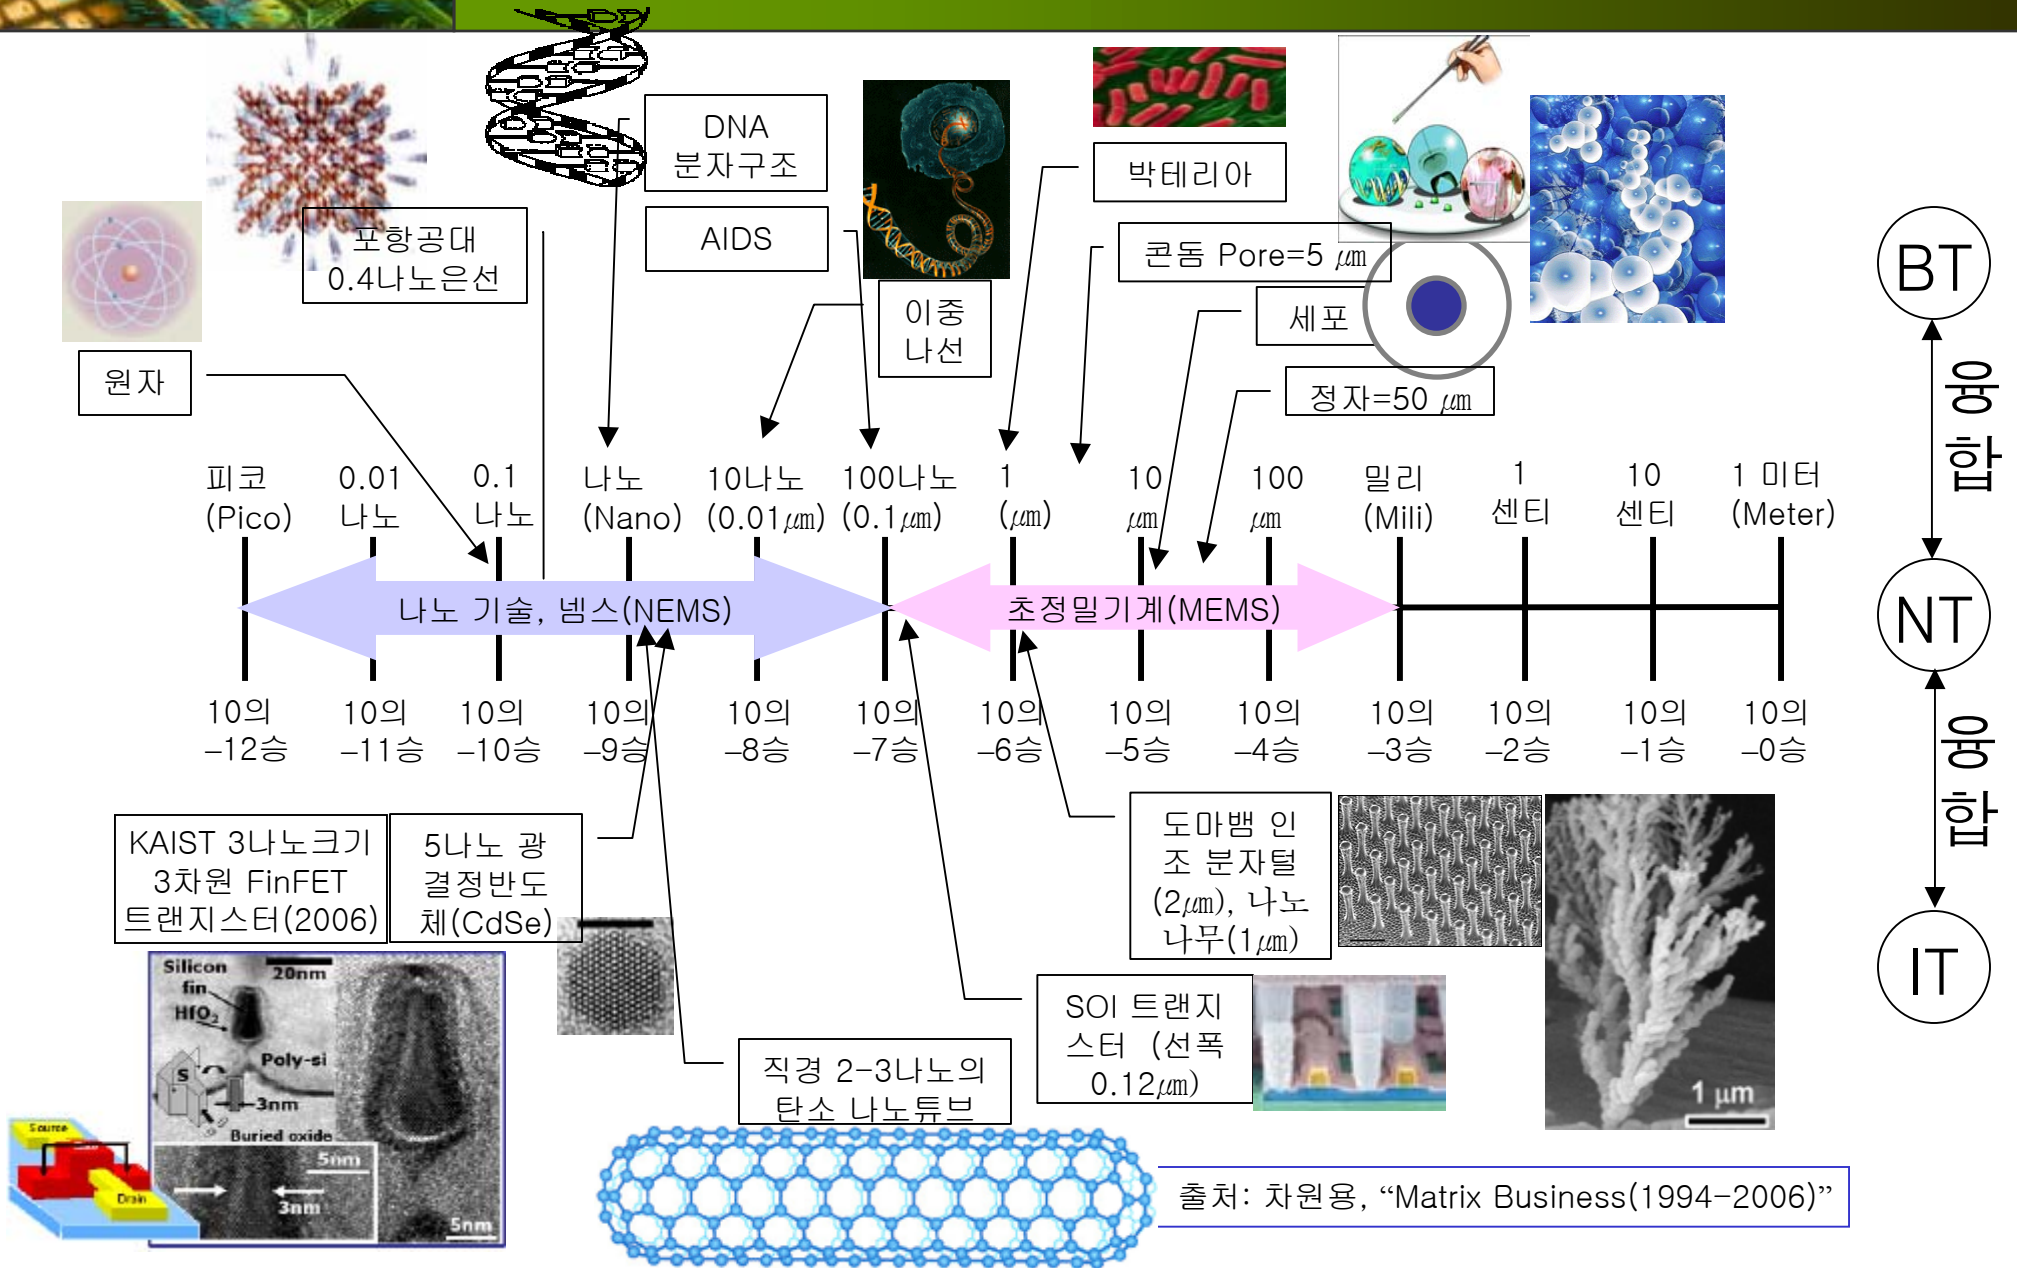 DNA
분자구조
AIDS
박테리아
포항공대
0.4나노은선
콘돔 Pore=5 ㎛
이중
나선
세포
원자
정자=50 ㎛
BT
융
합
NT
융
합
IT
피코
(Pico)
0.01
나노
0.1
나노
나노
(Nano)
10나노
(0.01㎛)
100나노
(0.1㎛)
1
(㎛)
10
㎛
100
㎛
밀리
(Mili)
1
센티
10
센티
1 미터
(Meter)
나노 기술, 넴스(NEMS)
초정밀기계(MEMS)
10의
–12승
10의
–11승
10의
–10승
10의
–9승
10의
–8승
10의
–7승
10의
–6승
10의
–5승
10의
–4승
10의
–3승
10의
–2승
10의
–1승
10의
–0승
KAIST 3나노크기
3차원 FinFET
트랜지스터(2006)
5나노 광
결정반도
체(CdSe)
도마뱀 인
조 분자털
(2㎛), 나노
나무(1㎛)
SOI 트랜지
스터 (선폭
0.12㎛)
직경 2-3나노의
탄소 나노튜브
Silicon
fin
20nm
HfO2
Poly-si
S
3nm
Buried oxide
5nm
3nm
5nm
Source
Drain
1 μm
출처: 차원용, “Matrix Business(1994-2006)”